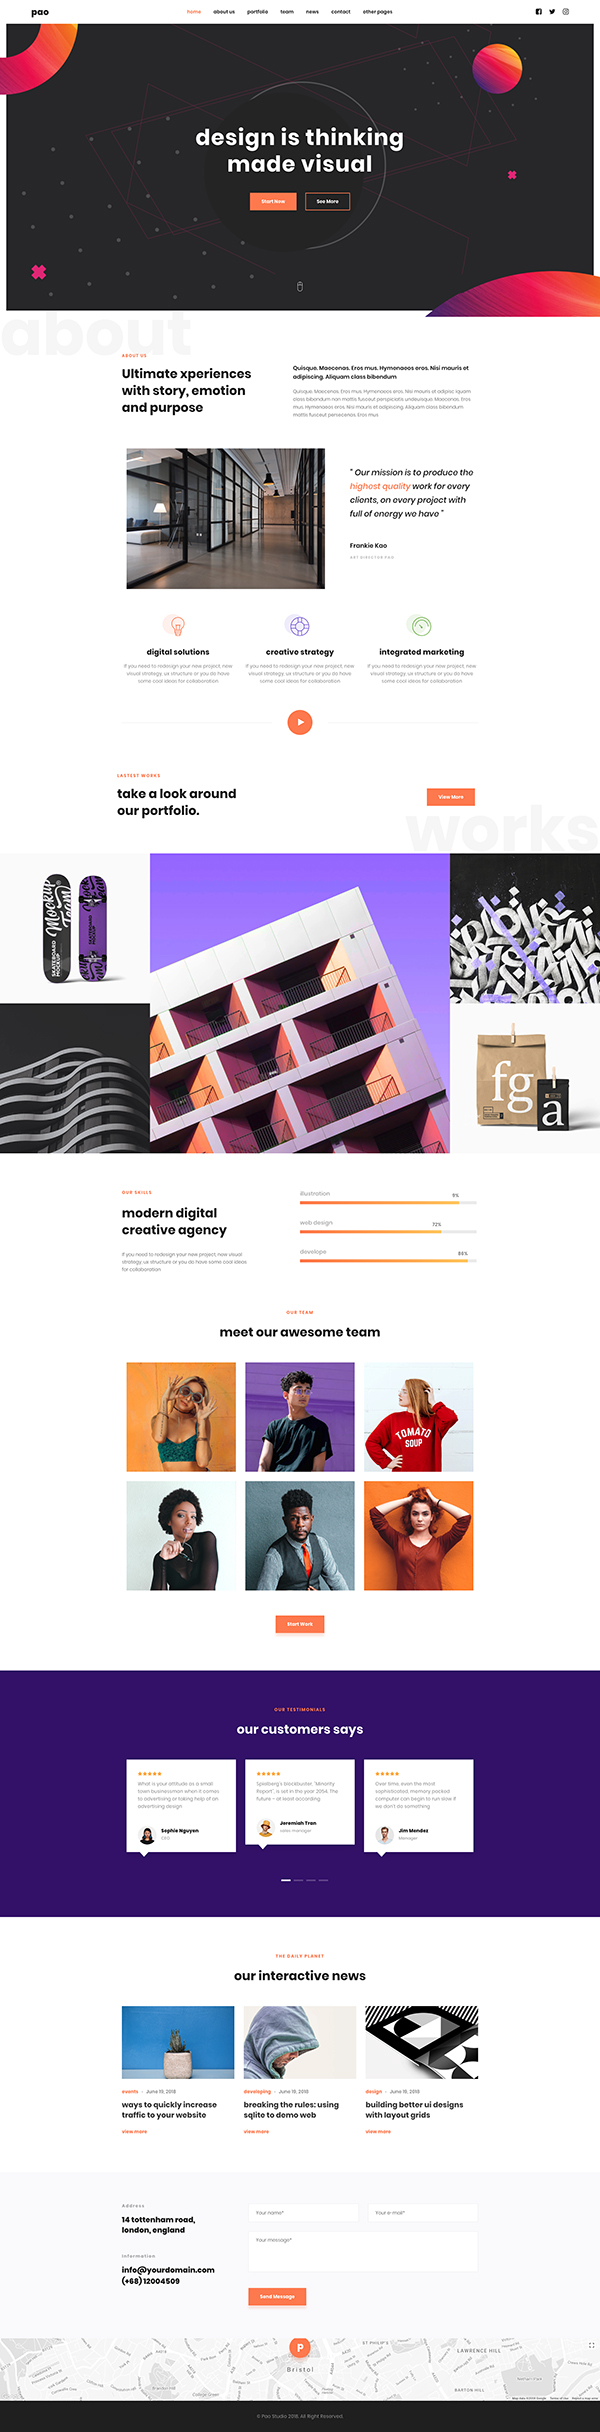 pao
home about us portfolio team news contact other pages
design is thinking
made visual
Start Now See More
about
ABOUT US
Ultimate xperiences
with story, emotion
and purpose
Quisque. Maecenas. Eros mus. Hymenaeos eros. Nisi mauris et
adipiscing. Aliquam class bibendum
Quisque. Maecenas. Eros mus. Hymenaeos eros. Nisi mauris et adipisc iquam
class bibendum non mattis fusceut perspiciatis undeuisque. Maecenas. Eros
mus. Hymenaeos eros. Nisi mauris et adipiscing. Aliquam class bibendum
mattis fusceut persecenas. Eros mus
" Our mission is to produce the
highest quality work for every
clients, on every project with
full of energy we have "
Frankie Kao
ART DIRECTOR PAO
digital solutions
If you need to redesign your new project, new
visual strategy, ux structure or you do have
some cool ideas for collaboration
creative strategy
If you need to redesign your new project, new
visual strategy, ux structure or you do have
some cool ideas for collaboration
integrated marketing
If you need to redesign your new project, new
visual strategy, ux structure or you do have
some cool ideas for collaboration
LASTEST WORKS
take a look around
our portfolio.
View More
works
Mockup
SKATEBOARD
MOCKUP
SKATEBOARD
MOCKUP
fg
a
OUR SKILLS
modern digital
creative agency
If you need to redesign your new project, new visual
strategy, ux structure or you do have some cool ideas
for collaboration
illustration
web design 72%
develope 86%
OUR TEAM
meet our awesome team
TOMATO
SOUP
Start Work
OUR TESTIMONIALS
our customers says
What is your attitude as a small
town businessman when it comes
to advertising or taking help of an
advertising design
Sophie Nguyen
CEO
Spielberg's blockbuster, "Minority
Report", is set in the year 2054. The
future – at least according
Jeremiah Tran
sales manager
Over time, even the most
sophisticated, memory packed
computer can begin to run slow if
we don't do something
Jim Mendez
Manager
THE DAILY PLANET
our interactive news
events - June 19, 2018
ways to quickly increase
traffic to your website
view more
developing - June 19, 2018
breaking the rules: using
sqlite to demo web
view more
design - June 19, 2018
building better ui designs
with layout grids
view more
Address
14 tottenham road,
london, england
Information
info@yourdomain.com
(+68) 12004509
Your name*
Your e-mail*
Your message*
Send Message
P
Bristol
ST PHILIP'S
LAWRENCE HILL
BARTON HILL
© Pao Studio 2018, All Right Reserved.